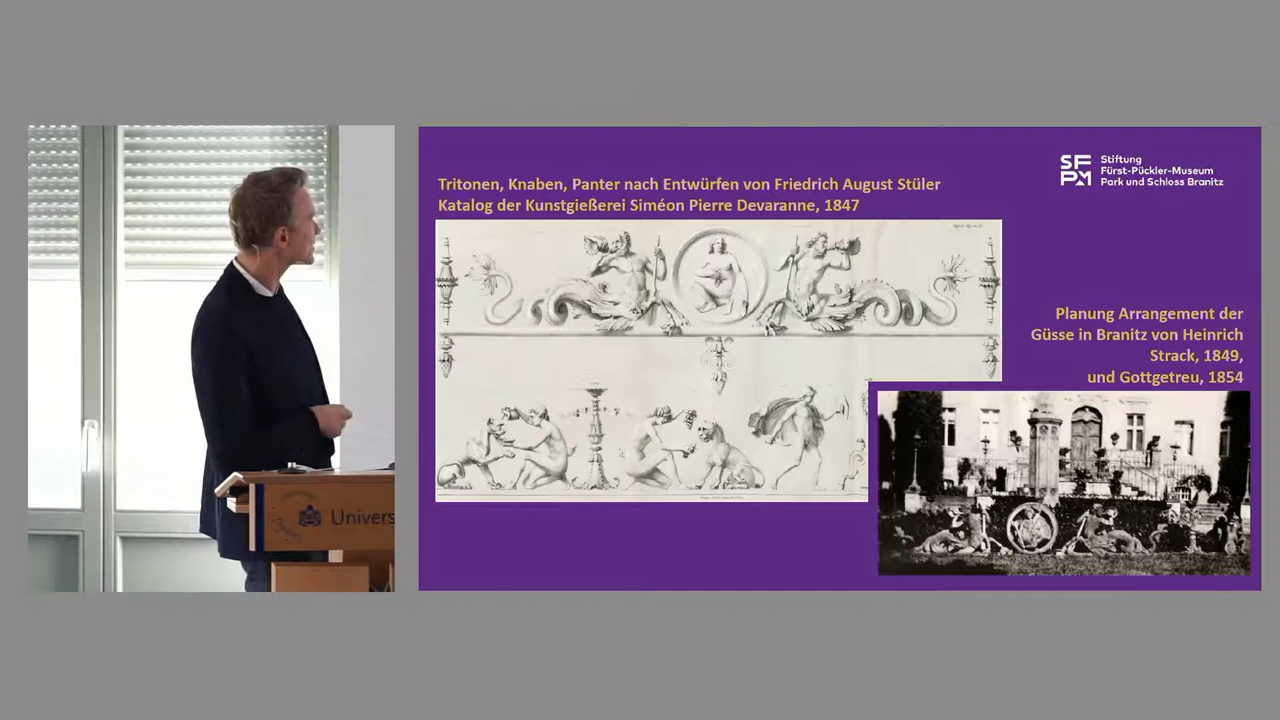 Tritonen, Knaben, Panter nach Entwürfen von Friedrich August Stüler
Katalog der Kunstgießerei Siméon Pierre Devaranne, 1847
SF
PM
Stiftung
Fürst-Pückler-Museum
Park und Schloss Branitz
Planung Arrangement der
Güsse in Branitz von Heinrich
Strack, 1849,
und Gottgetreu, 1854
Univers